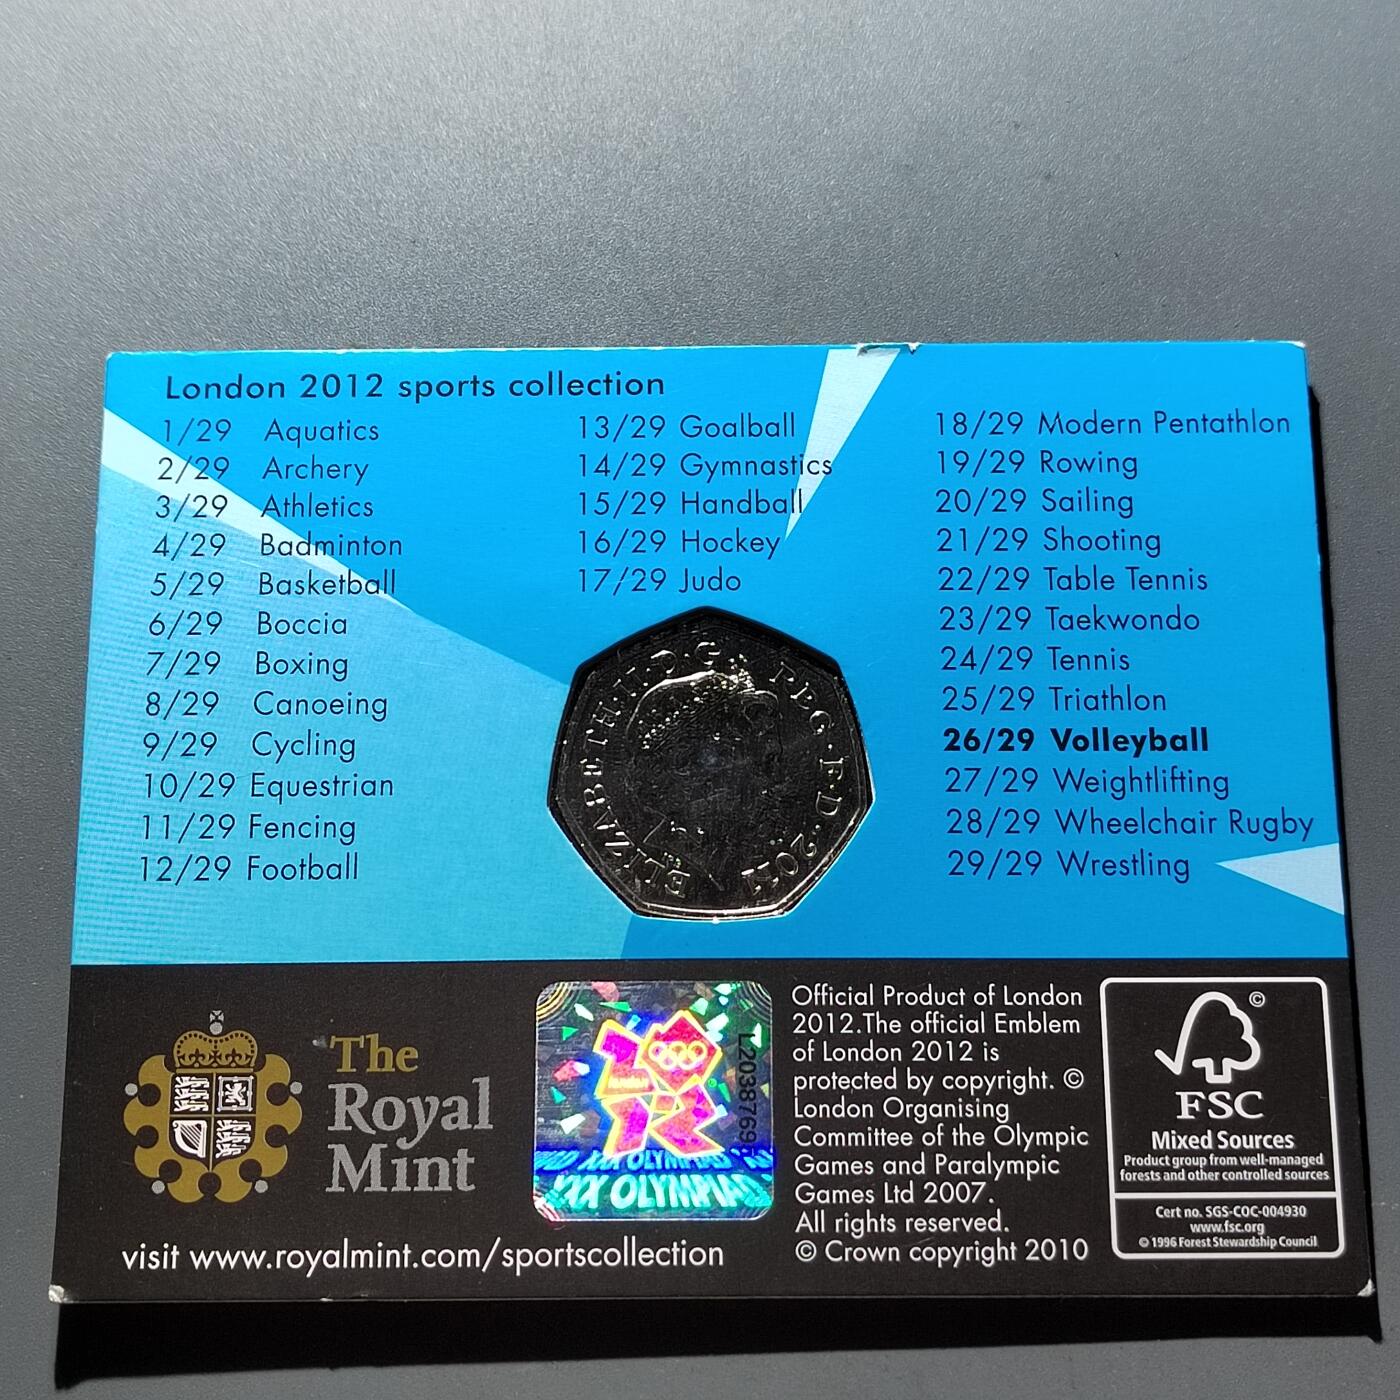 London 2012 sports collection
1/29 Aquatics
2/29 Archery
3/29 Athletics
4/29 Badminton
5/29 Basketball
6/29 Boccia
7/29 Boxing
8/29 Canoeing
9/29 Cycling
10/29 Equestrian
11/29 Fencing
12/29 Football
13/29 Goalball
14/29 Gymnastics
15/29 Handball
16/29 Hockey
17/29 Judo
18/29 Modern Pentathlon
19/29 Rowing
20/29 Sailing
21/29 Shooting
22/29 Table Tennis
23/29 Taekwondo
24/29 Tennis
25/29 Triathlon
26/29 Volleyball
27/29 Weightlifting
28/29 Wheelchair Rugby
29/29 Wrestling
ELIZABETH·II·D·G· REG·F·D·2011
The
Royal
Mint
visit www.royalmint.com/sportscollection
L2038769
XXX OLYMPIA
Official Product of London
2012.The official Emblem
of London 2012 is
protected by copyright. ©
London Organising
Committee of the Olympic
Games and Paralympic
Games Ltd 2007.
All rights reserved.
© Crown copyright 2010
©
FSC
Mixed Sources
Product group from well-managed
forests and other controlled sources
Cert no. SGS-COC-004930
www.fsc.org
© 1996 Forest Stewardship Council